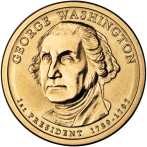 GEORGE WASHINGTON
1st PRESIDENT 1789-1797